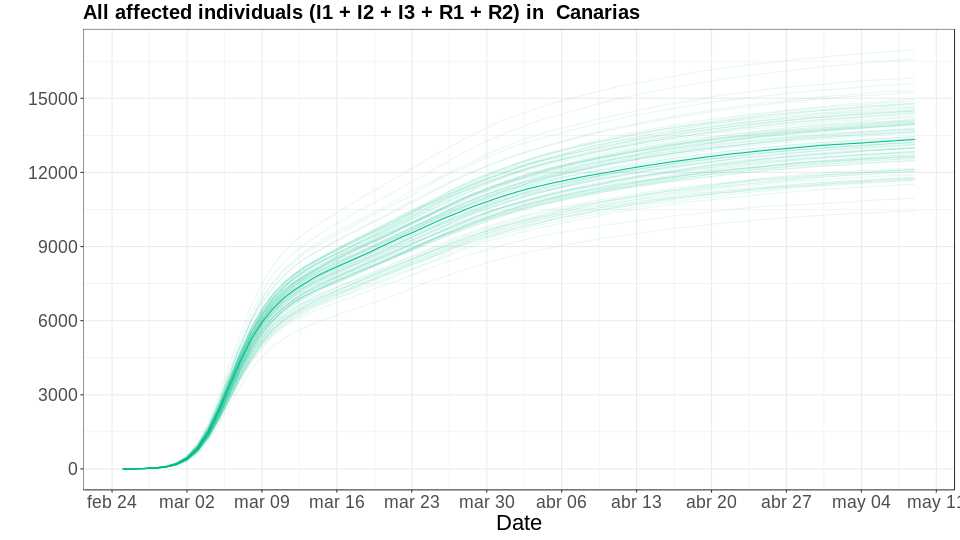 All affected individuals (I1 + I2 + I3 + R1 + R2) in  Canarias
15000
12000
9000
6000
3000
0
feb 24 mar 02 mar 09 mar 16 mar 23 mar 30 abr 06 abr 13 abr 20 abr 27 may 04 may 11
Date